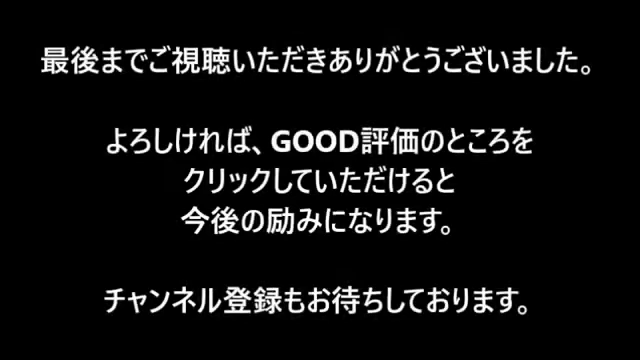 最後までご視聴いただきありがとうございました。
よろしければ、GOOD評価のところを
クリックしていただけると
今後の励みになります。
チャンネル登録もお待ちしております。